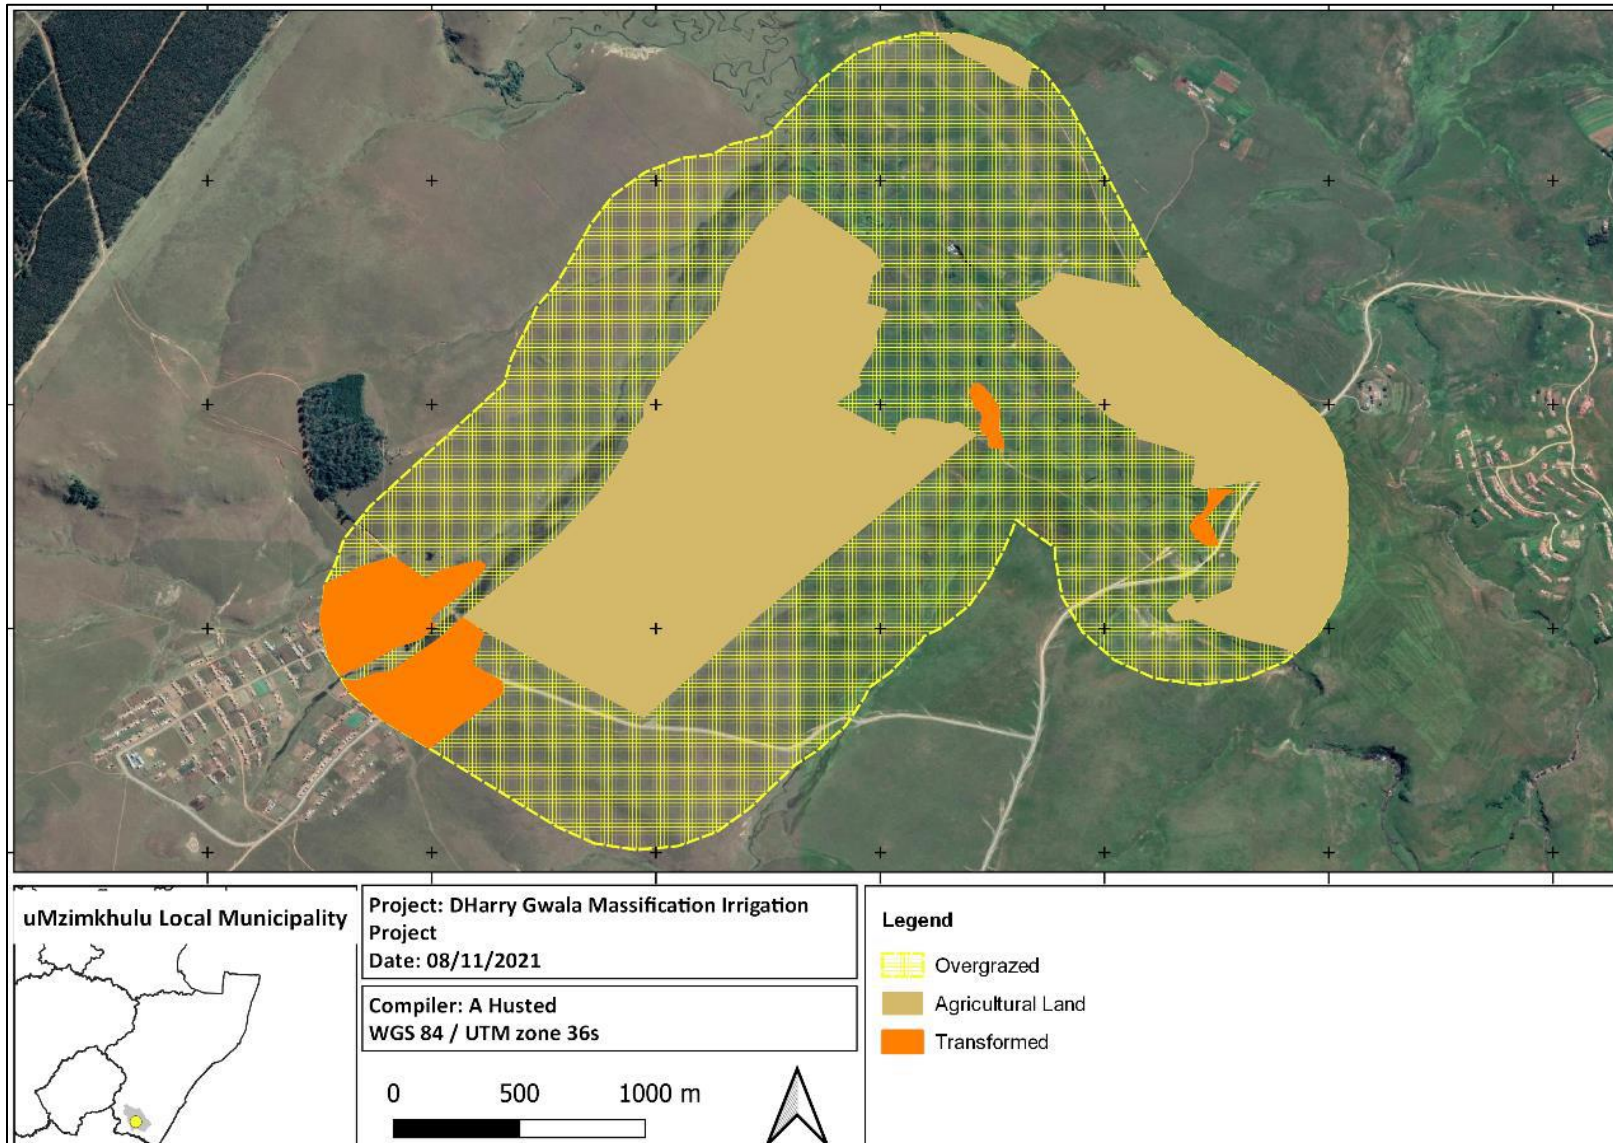 uMzimkhulu Local Municipality
Project: DHarry Gwala Massification Irrigation
Project
Date: 08/11/2021
Compiler: A Husted
WGS 84 / UTM zone 36s
0 500 1000 m
Legend
Overgrazed
Agricultural Land
Transformed